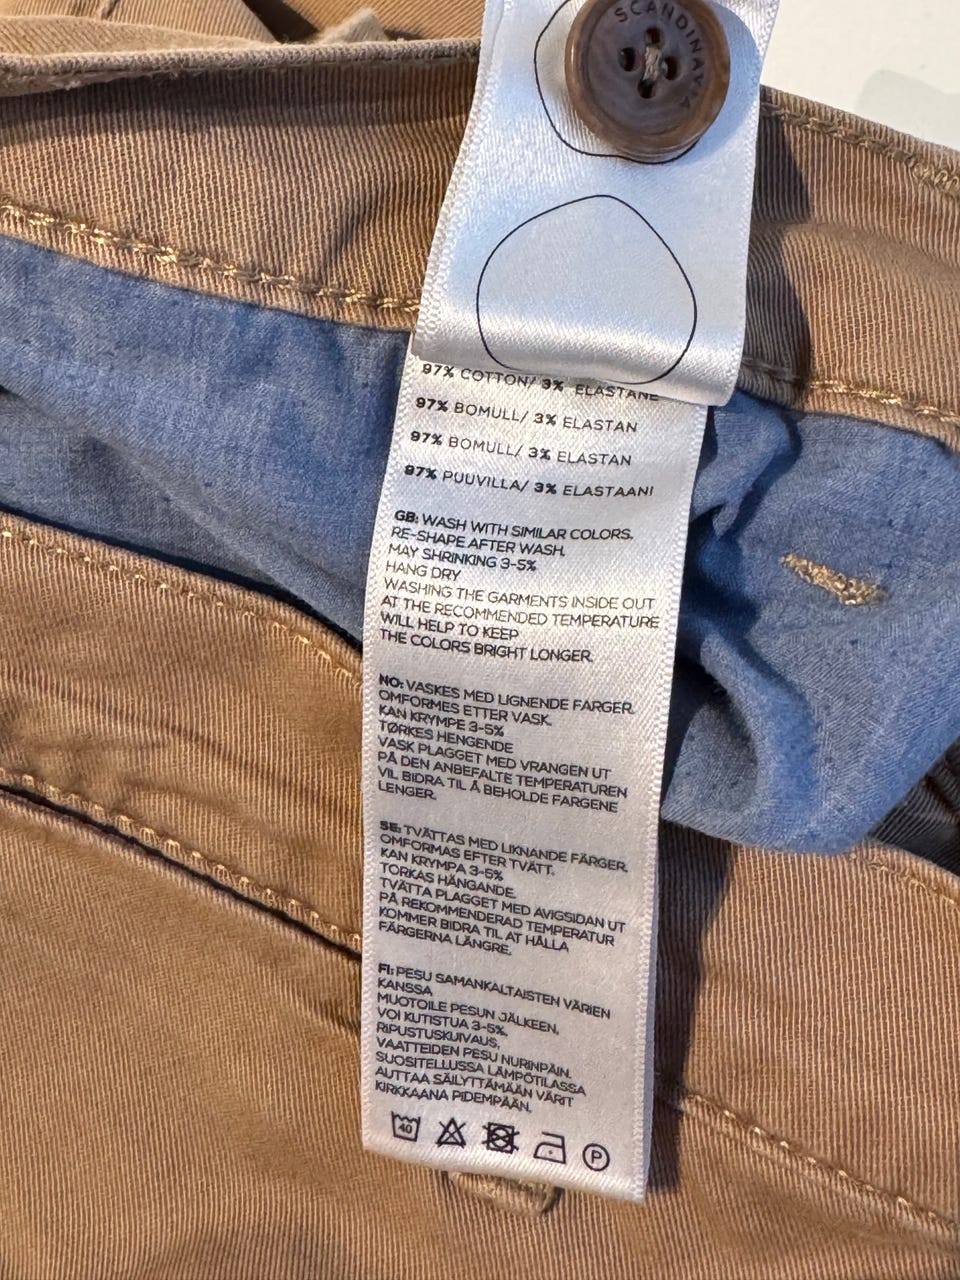 SCANDINAVIA
97% COTTON/ 3% ELASTANE
97% BOMULL/ 3% ELASTAN
97% BOMULL/ 3% ELASTAN
97% PUUVILLA/ 3% ELASTAANI
GB: WASH WITH SIMILAR COLORS.
RE-SHAPE AFTER WASH.
MAY SHRINKING 3-5%
HANG DRY
WASHING THE GARMENTS INSIDE OUT
AT THE RECOMMENDED TEMPERATURE
WILL HELP TO KEEP
THE COLORS BRIGHT LONGER.
NO: VASKES MED LIGNENDE FARGER.
OMFORMES ETTER VASK.
KAN KRYMPE 3-5%
TØRKES HENGENDE
VASK PLAGGET MED VRANGEN UT
PÅ DEN ANBEFALTE TEMPERATUREN
VIL BIDRA TIL Å BEHOLDE FARGENE
LENGER.
SE: TVÄTTAS MED LIKNANDE FÄRGER.
OMFORMAS EFTER TVÄTT.
KAN KRYMPA 3-5%
TORKAS HÄNGANDE.
TVÄTTA PLAGGET MED AVIGSIDAN UT
PÅ REKOMMENDERAD TEMPERATUR
KOMMER BIDRA TIL AT HÅLLA
FÄRGERNA LÄNGRE.
FI: PESU SAMANKALTAISTEN VÄRIEN
KANSSA
MUOTOILE PESUN JÄLKEEN,
VOI KUTISTUA 3-5%,
RIPUSTUSKUIVAUS,
VAATTEIDEN PESU NURINPÄIN.
SUOSITELLUSSA LÄMPÖTILASSA
AUTTAA SÄILYTTÄMÄÄN VÄRIT
KIRKKAANA PIDEMPÄÄN.
40 P